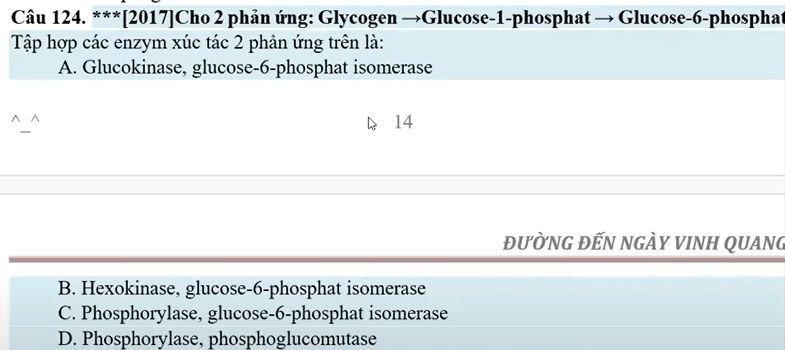 Câu 124. ***[2017]Cho 2 phản ứng: Glycogen →Glucose-1-phosphat → Glucose-6-phosphat
Tập hợp các enzym xúc tác 2 phản ứng trên là:
A. Glucokinase, glucose-6-phosphat isomerase
^_^ 14
ĐƯỜNG ĐẾN NGÀY VINH QUANG
B. Hexokinase, glucose-6-phosphat isomerase
C. Phosphorylase, glucose-6-phosphat isomerase
D. Phosphorylase, phosphoglucomutase